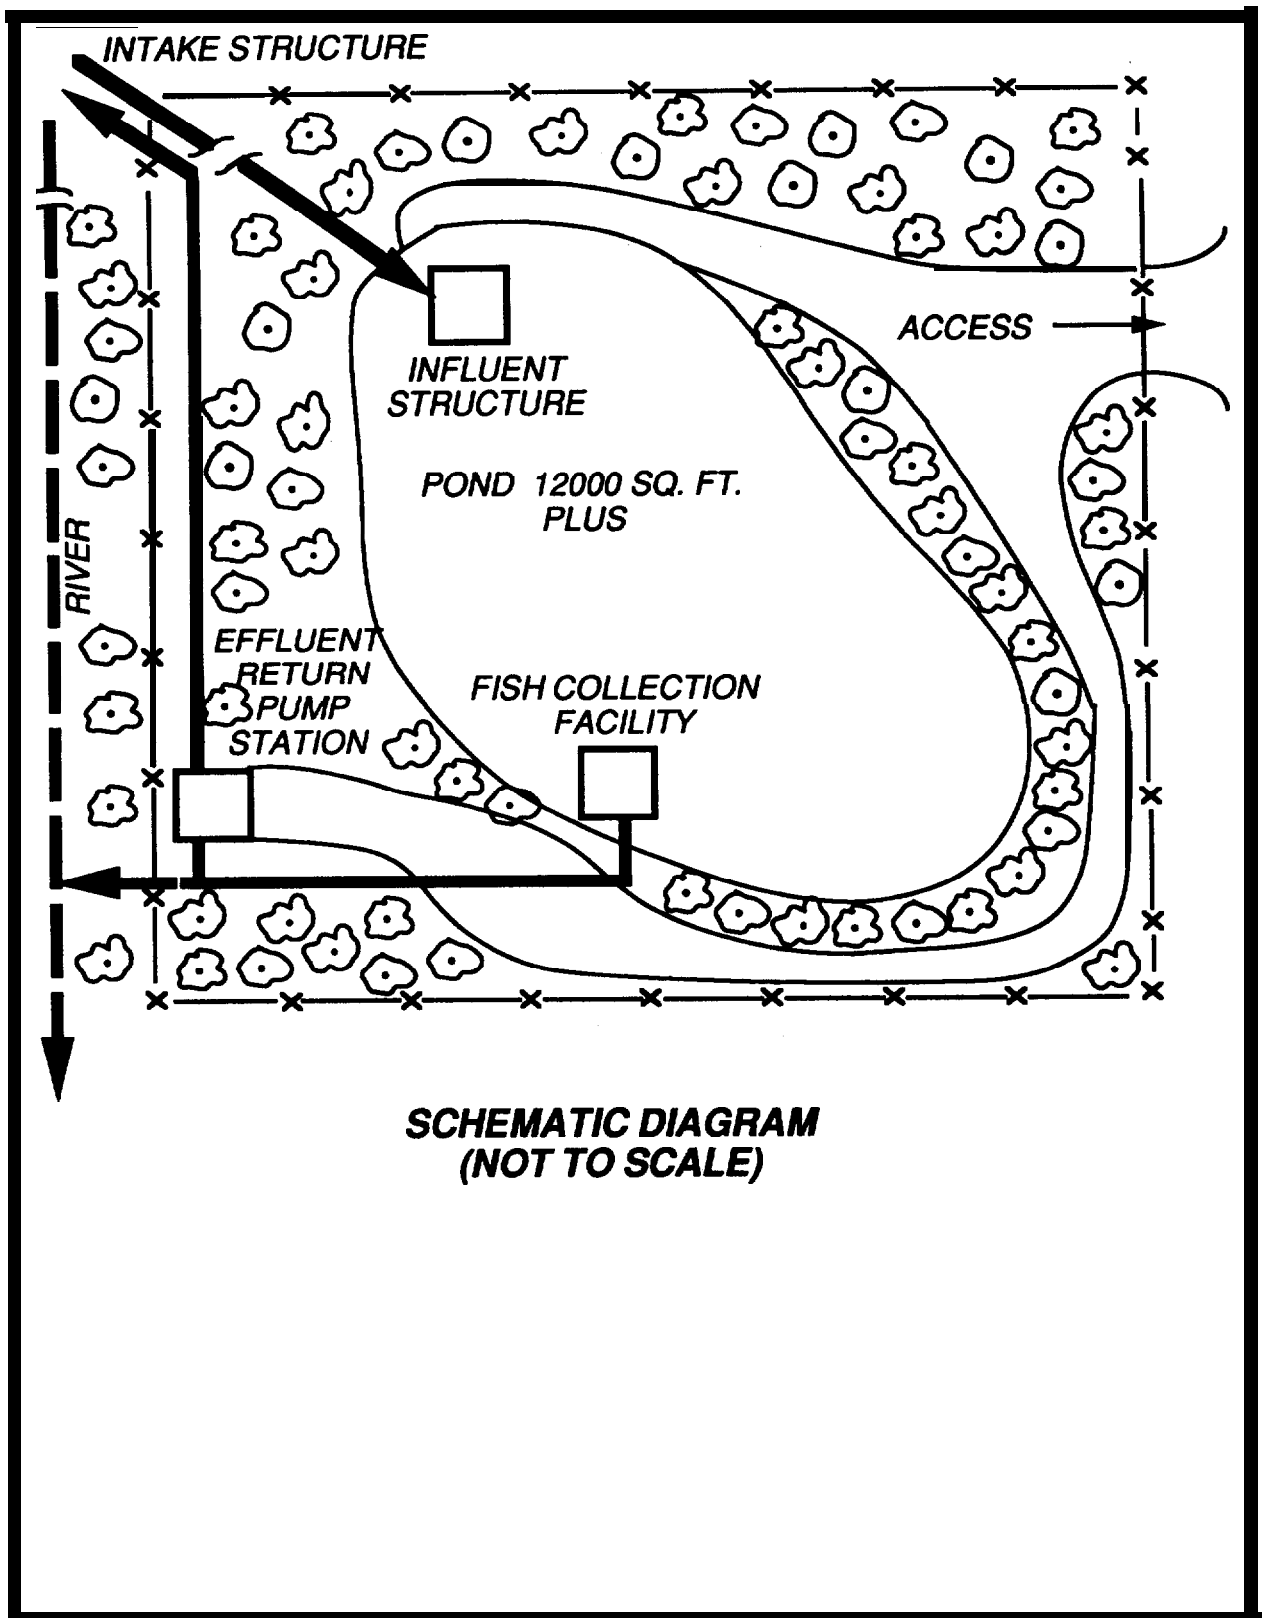 INTAKE STRUCTURE
ACCESS
INFLUENT
STRUCTURE
POND 12000 SQ. FT.
PLUS
RIVER
EFFLUENT
RETURN
PUMP
STATION
FISH COLLECTION
FACILITY
SCHEMATIC DIAGRAM
(NOT TO SCALE)